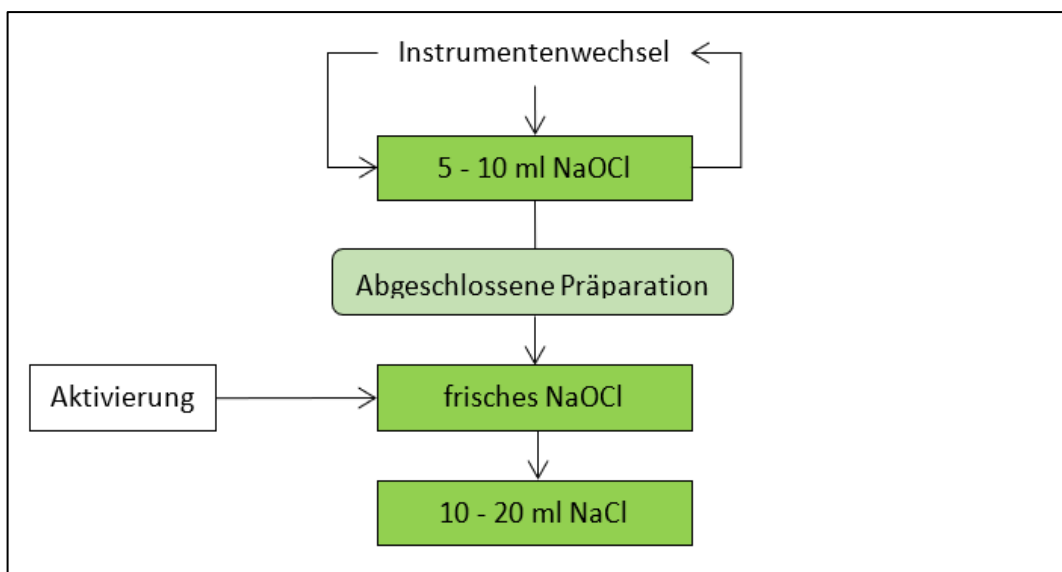 Instrumentenwechsel
5 - 10 ml NaOCl
Abgeschlossene Präparation
Aktivierung
frisches NaOCl
10 - 20 ml NaCl